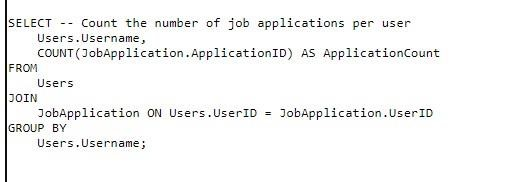 SELECT -- Count the number of job applications per user
Users.Username,
COUNT(JobApplication.ApplicationID) AS ApplicationCount
FROM
Users
JOIN
JobApplication ON Users.UserID = JobApplication.UserID
GROUP BY
Users.Username;